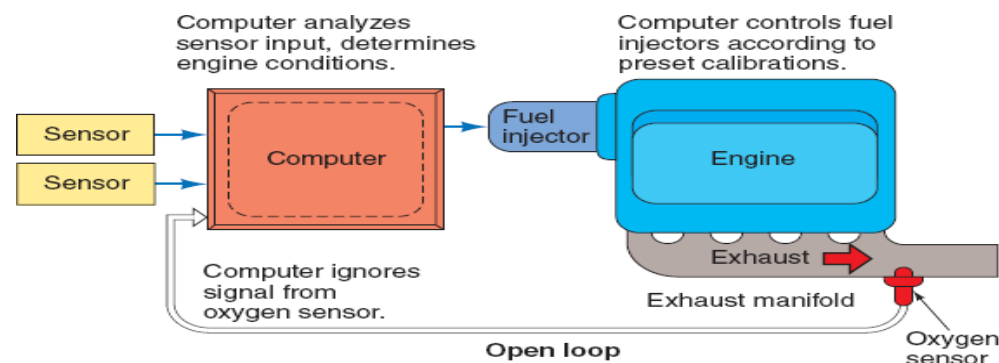 Computer analyzes
sensor input, determines
engine conditions.
Computer controls fuel
injectors according to
preset calibrations.
Sensor
Sensor
Computer
Fuel
injector
Engine
Exhaust
Computer ignores
signal from
oxygen sensor.
Exhaust manifold
Oxygen
sensor
Open loop